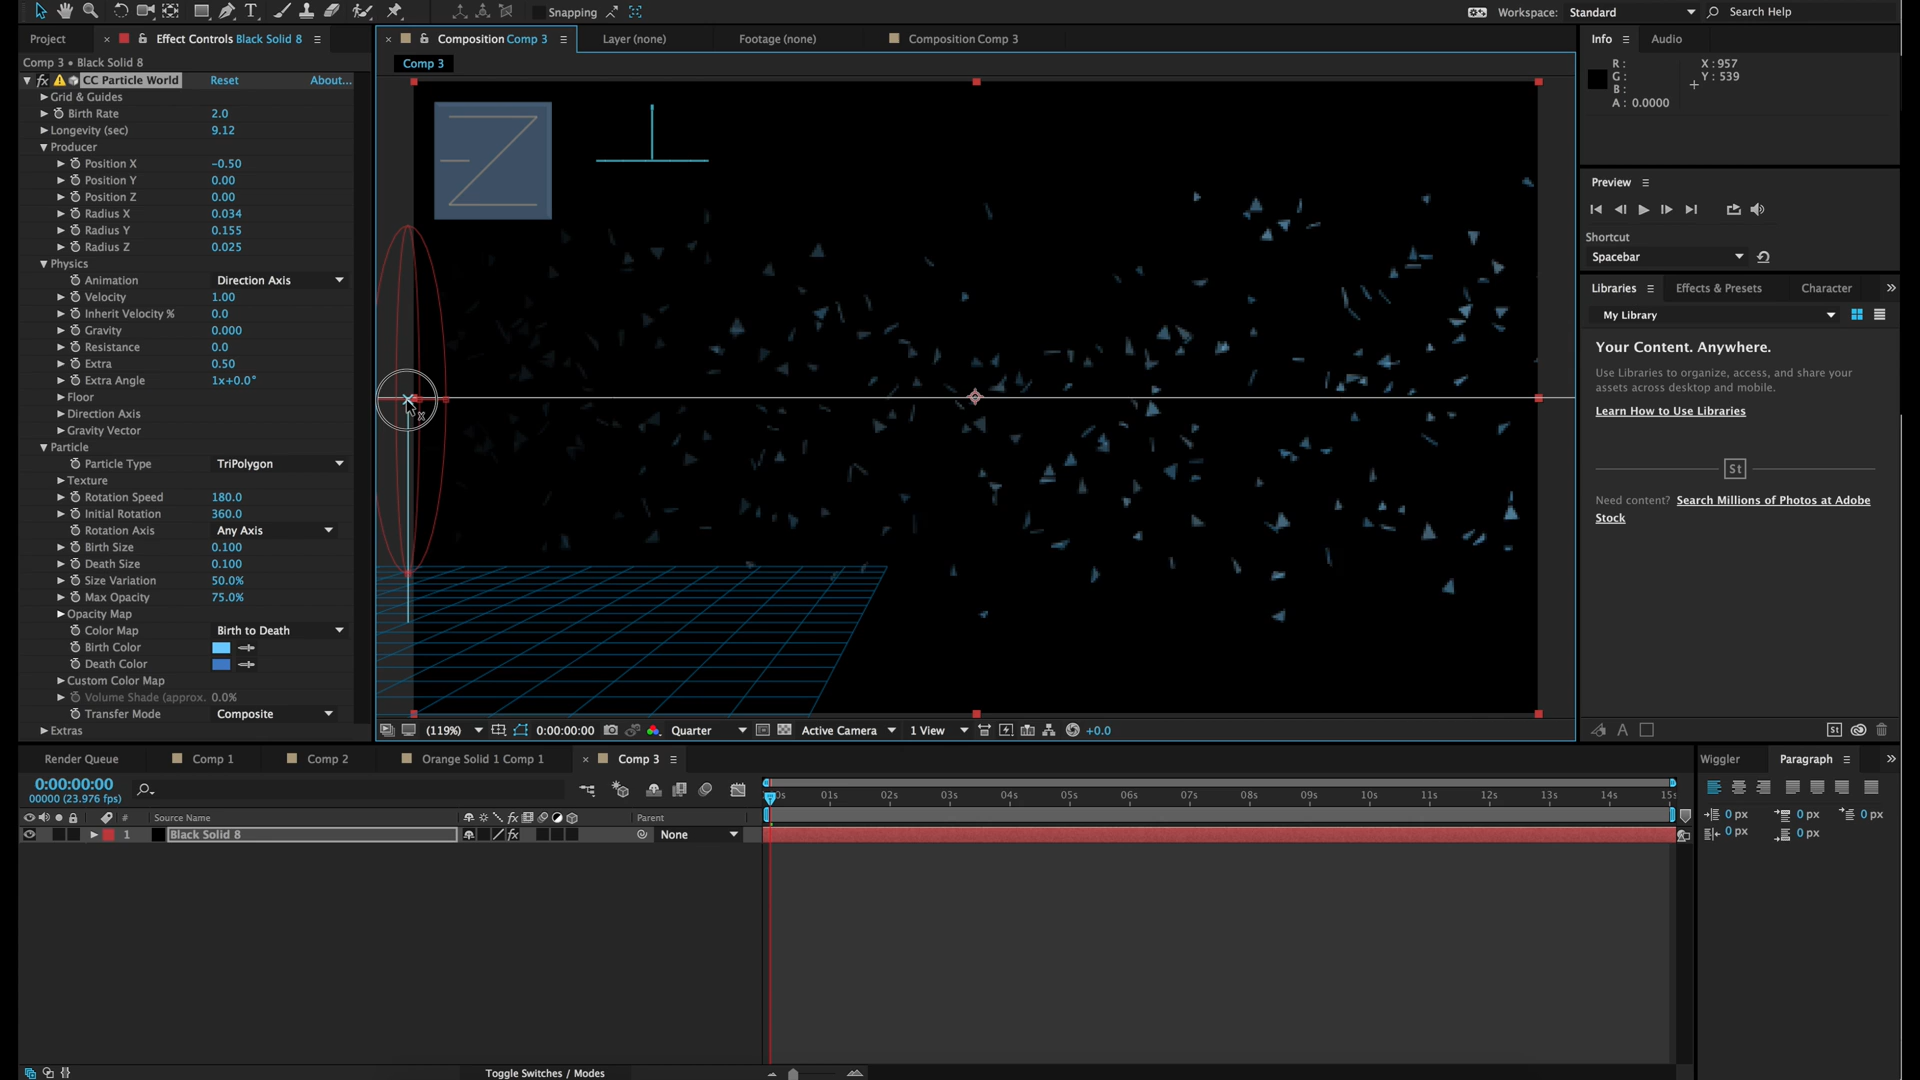 Snapping
Workspace: Standard
Search Help
Project
Effect Controls Black Solid 8
Composition Comp 3
Layer (none)
Footage (none)
Composition Comp 3
Info
Audio
Comp 3 • Black Solid 8
Comp 3
CC Particle World
Reset
About...
Grid & Guides
Birth Rate 2.0
Longevity (sec) 9.12
Producer
Position X -0.50
Position Y 0.00
Position Z 0.00
Radius X 0.034
Radius Y 0.155
Radius Z 0.025
Physics
Animation Direction Axis
Velocity 1.00
Inherit Velocity % 0.0
Gravity 0.000
Resistance 0.0
Extra 0.50
Extra Angle 1x+0.0°
Floor
Direction Axis
Gravity Vector
Particle
Particle Type TriPolygon
Texture
Rotation Speed 180.0
Initial Rotation 360.0
Rotation Axis Any Axis
Birth Size 0.100
Death Size 0.100
Size Variation 50.0%
Max Opacity 75.0%
Opacity Map
Color Map Birth to Death
Birth Color
Death Color
Custom Color Map
Volume Shade (approx. 0.0%
Transfer Mode Composite
Extras
Z
(119%)
0:00:00:00
Quarter
Active Camera
1 View
+0.0
R:
G:
B:
A: 0.0000
X: 957
Y: 539
Preview
Shortcut
Spacebar
Libraries
Effects & Presets
Character
My Library
Your Content. Anywhere.
Use Libraries to organize, access, and share your
assets across desktop and mobile.
Learn How to Use Libraries
St
Need content? Search Millions of Photos at Adobe
Stock
St
Render Queue
Comp 1
Comp 2
Orange Solid 1 Comp 1
Comp 3
0:00:00:00
00000 (23.976 fps)
# Source Name
Parent
1 Black Solid 8
None
0s 01s 02s 03s 04s 05s 06s 07s 08s 09s 10s 11s 12s 13s 14s 15s
Toggle Switches / Modes
Wiggler
Paragraph
0 px 0 px 0 px
0 px 0 px